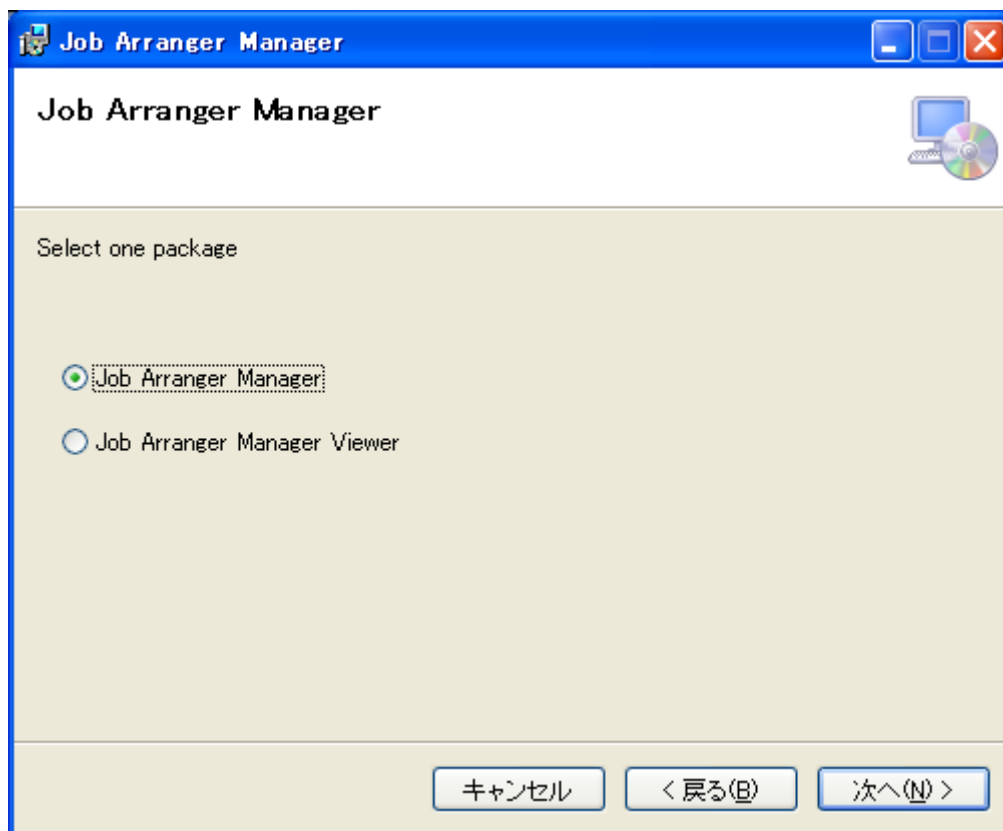 Job Arranger Manager
Job Arranger Manager
Select one package
Job Arranger Manager
Job Arranger Manager Viewer
キャンセル < 戻る(B) 次へ(N) >